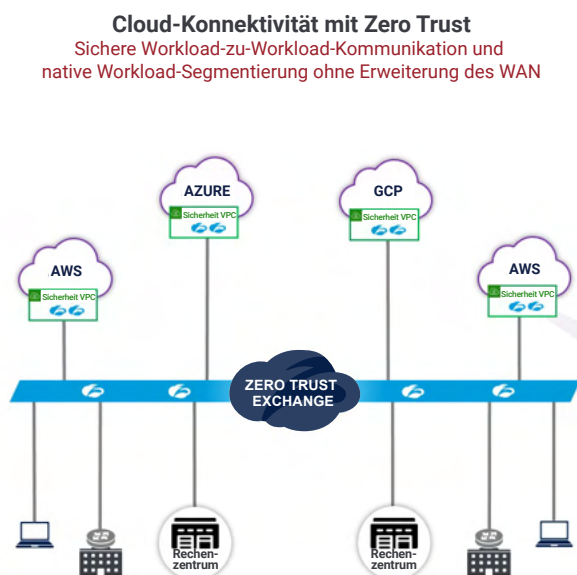 Cloud-Konnektivität mit Zero Trust
Sichere Workload-zu-Workload-Kommunikation und
native Workload-Segmentierung ohne Erweiterung des WAN
AZURE
Sicherheit VPC
GCP
Sicherheit VPC
AWS
Sicherheit VPC
AWS
Sicherheit VPC
ZERO TRUST
EXCHANGE
Rechen-
zentrum
Rechen-
zentrum